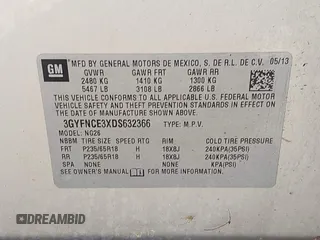 GM
MFD BY GENERAL MOTORS DE MEXICO, S. DE R.L. DE C.V. 05/13
GVWR GAWR FRT GAWR RR
2480 KG 1410 KG 1300 KG
5467 LB 3108 LB 2866 LB
THIS VEHICLE CONFORMS TO ALL APPLICABLE U.S. FEDERAL MOTOR
VEHICLE SAFETY AND THEFT PREVENTION STANDARDS IN EFFECT ON
THE DATE OF MANUFACTURE SHOWN ABOVE.
3GYFNCE3XDS632366 TYPE: M.P.V.
MODEL: NG26
NBBM TIRE SIZE SPEED RTG RIM COLD TIRE PRESSURE
FRT P235/65R18 H 18X8J 240KPA(35PSI)
RR P235/65R18 H 18X8J 240KPA(35PSI)
SPA NONE NONE KPA(PSI)
SEE OWNER'S MANUAL FOR MORE INFORMATION.
DREAMBID